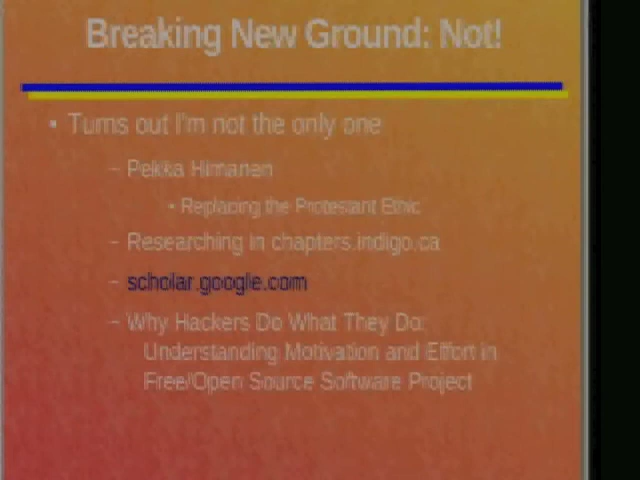 Breaking New Ground: Not!
• Turns out I'm not the only one
– Pekka Himanen
• Replacing the Protestant Ethic
– Researching in chapters.indigo.ca
– scholar.google.com
– Why Hackers Do What They Do:
Understanding Motivation and Effort in
Free/Open Source Software Project